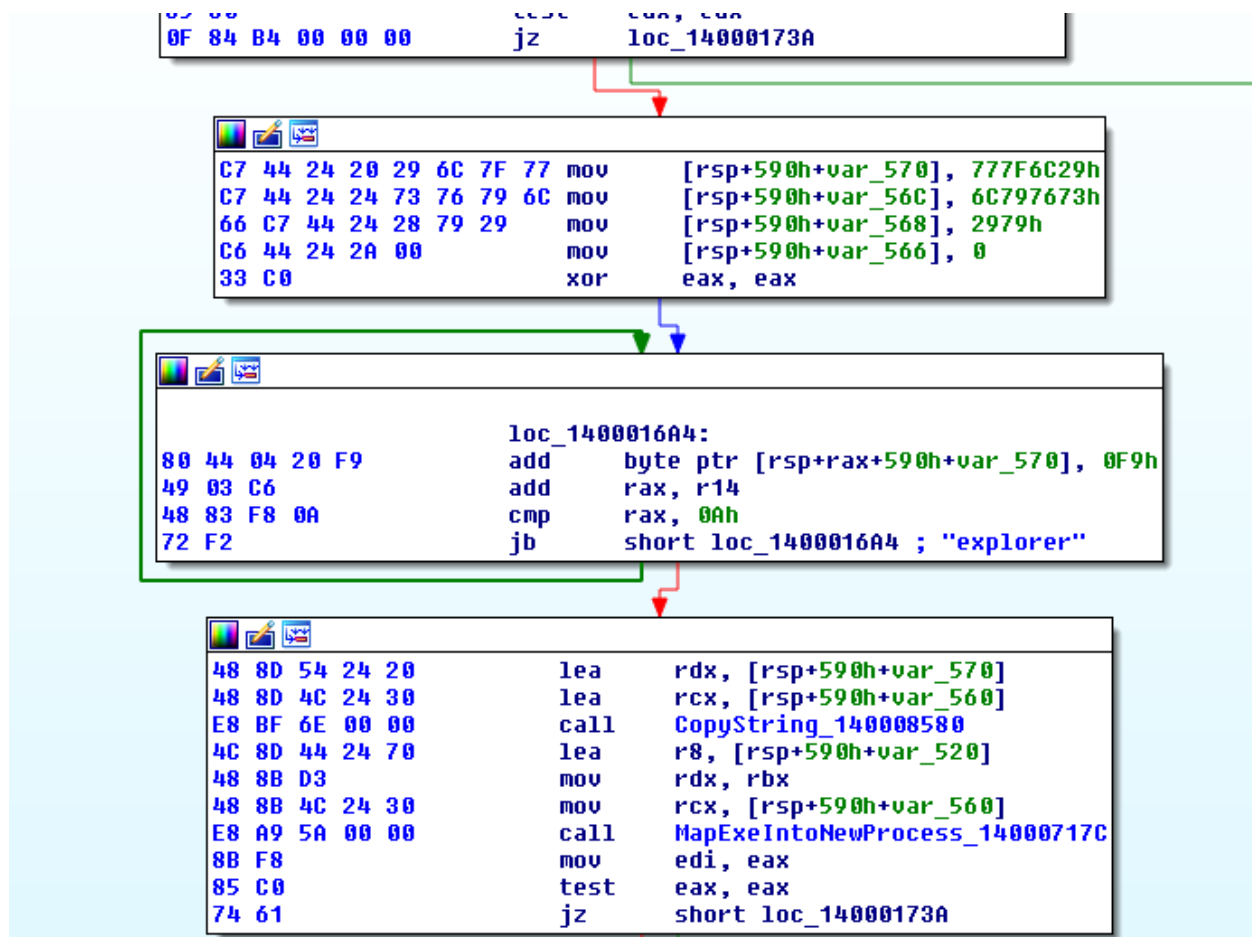 0F 84 B4 00 00 00 jz loc_14000173A
C7 44 24 20 29 6C 7F 77 mov [rsp+590h+var_570], 777F6C29h
C7 44 24 24 73 76 79 6C mov [rsp+590h+var_56C], 6C797673h
66 C7 44 24 28 79 29 mov [rsp+590h+var_568], 2979h
C6 44 24 2A 00 mov [rsp+590h+var_566], 0
33 C0 xor eax, eax
loc_1400016A4:
80 44 04 20 F9 add byte ptr [rsp+rax+590h+var_570], 0F9h
49 03 C6 add rax, r14
48 83 F8 0A cmp rax, 0Ah
72 F2 jb short loc_1400016A4 ; "explorer"
48 8D 54 24 20 lea rdx, [rsp+590h+var_570]
48 8D 4C 24 30 lea rcx, [rsp+590h+var_560]
E8 BF 6E 00 00 call CopyString_140008580
4C 8D 44 24 70 lea r8, [rsp+590h+var_520]
48 8B D3 mov rdx, rbx
48 8B 4C 24 30 mov rcx, [rsp+590h+var_560]
E8 A9 5A 00 00 call MapExeIntoNewProcess_14000717C
8B F8 mov edi, eax
85 C0 test eax, eax
74 61 jz short loc_14000173A